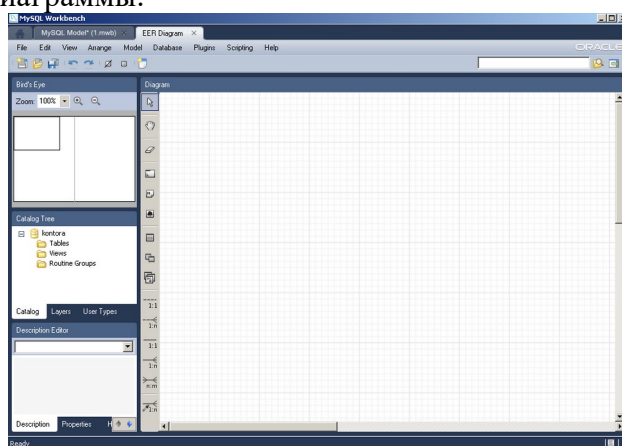 диаграммы.
MySQL Workbench
MySQL Model* (1.mwb) EER Diagram ×
File Edit View Arrange Model Database Plugins Scripting Help
ORACLE
Bird's Eye
Zoom: 100%
Diagram
Catalog Tree
kontora
Tables
Views
Routine Groups
Catalog Layers User Types
Description Editor
Description Properties H
1:1
1:n
1:1
1:n
n:m
1:n
Ready